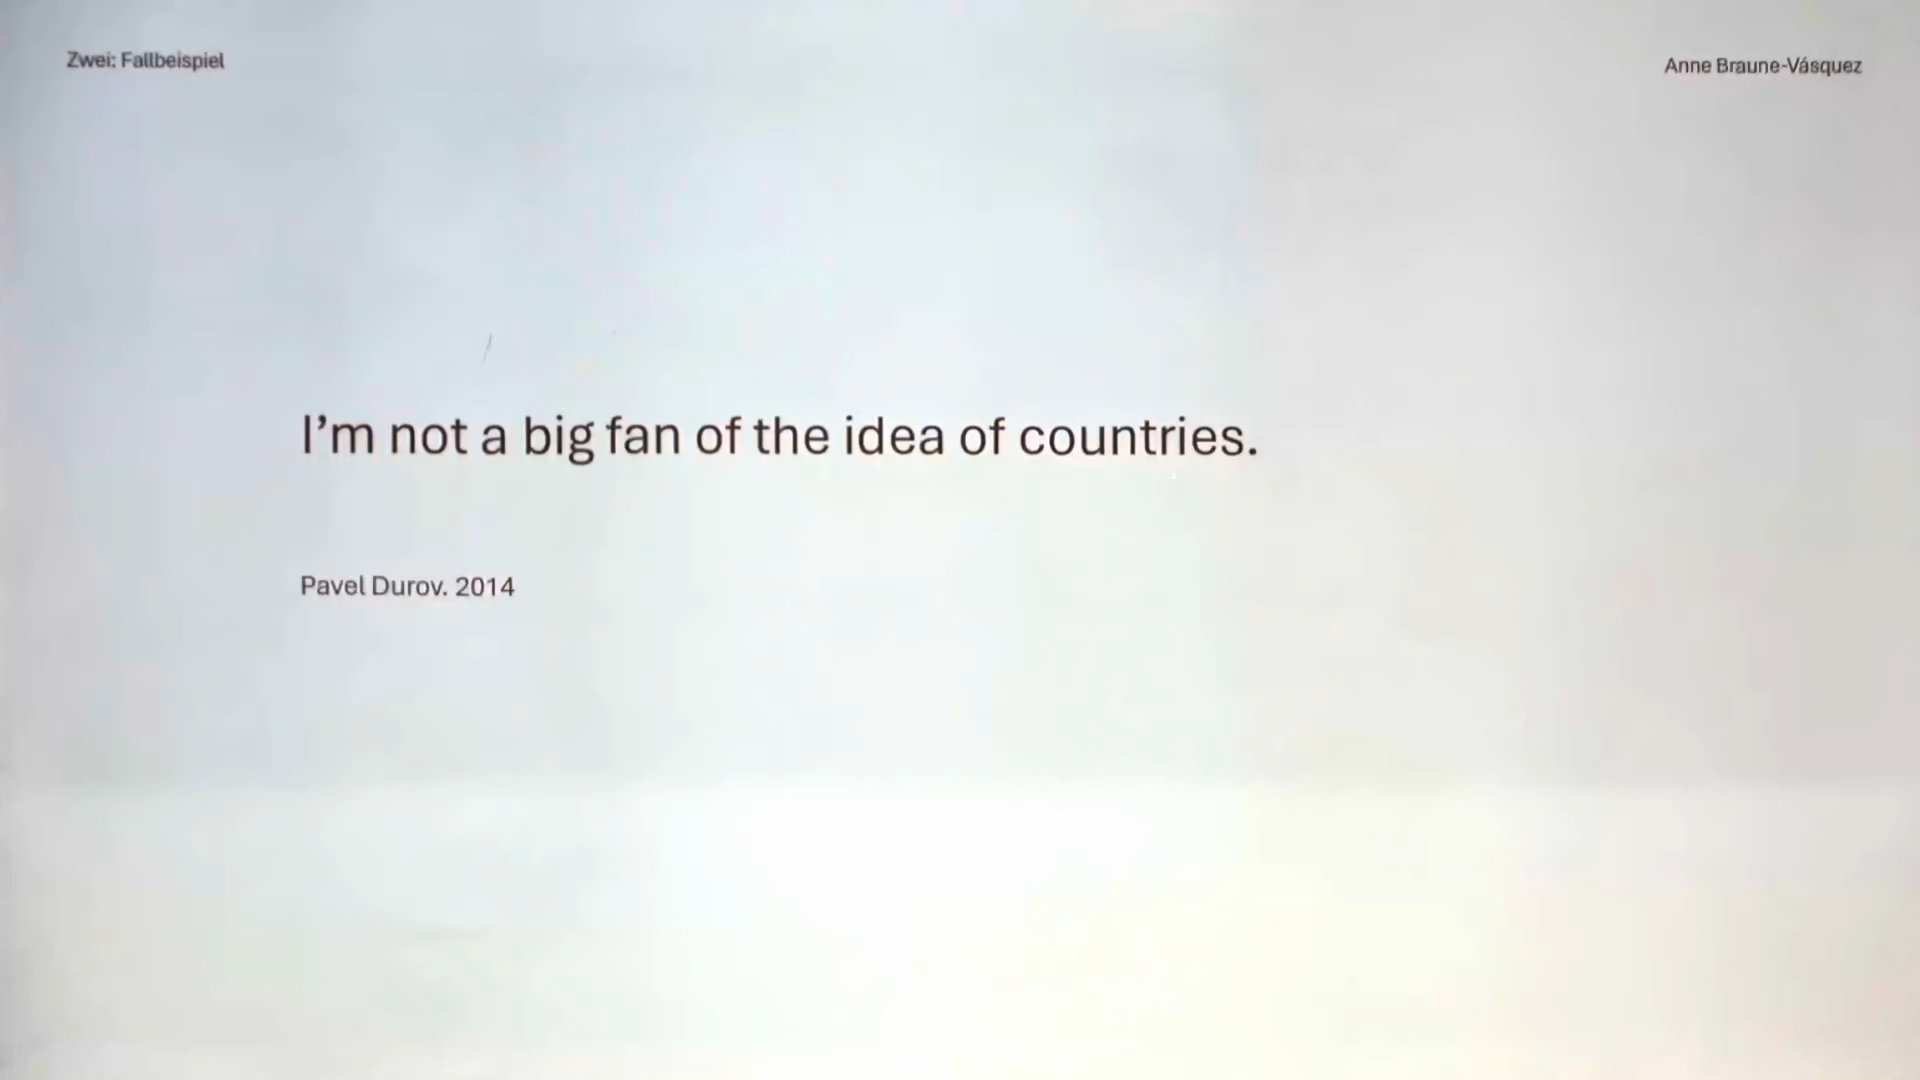 Zwei: Fallbeispiel
Anne Braune-Vásquez
I'm not a big fan of the idea of countries.
Pavel Durov. 2014